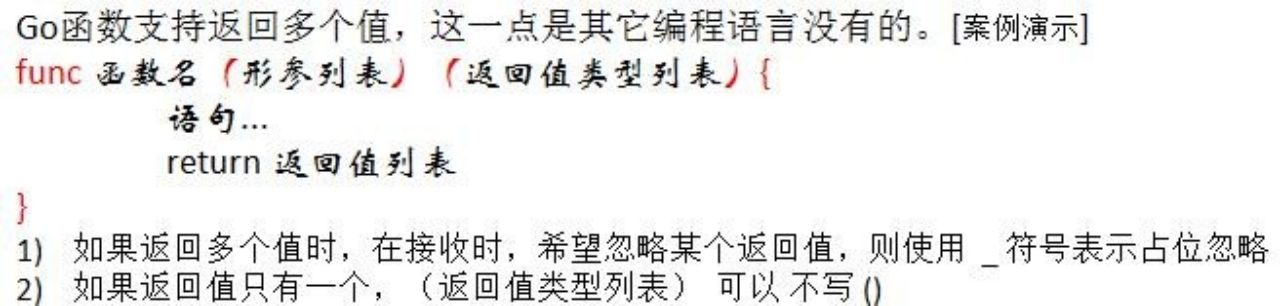 Go函数支持返回多个值，这一点是其它编程语言没有的。[案例演示]
func 函数名（形参列表）（返回值类型列表）{
语句...
return 返回值列表
}
1) 如果返回多个值时，在接收时，希望忽略某个返回值，则使用 _ 符号表示占位忽略
2) 如果返回值只有一个，（返回值类型列表） 可以 不写 ()